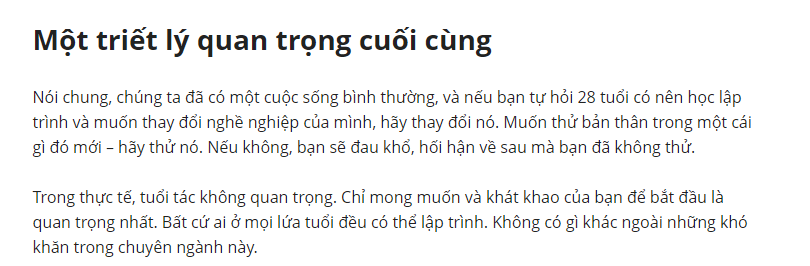 Một triết lý quan trọng cuối cùng
Nói chung, chúng ta đã có một cuộc sống bình thường, và nếu bạn tự hỏi 28 tuổi có nên học lập
trình và muốn thay đổi nghề nghiệp của mình, hãy thay đổi nó. Muốn thử bản thân trong một cái
gì đó mới – hãy thử nó. Nếu không, bạn sẽ đau khổ, hối hận về sau mà bạn đã không thử.
Trong thực tế, tuổi tác không quan trọng. Chỉ mong muốn và khát khao của bạn để bắt đầu là
quan trọng nhất. Bất cứ ai ở mọi lứa tuổi đều có thể lập trình. Không có gì khác ngoài những khó
khăn trong chuyên ngành này.